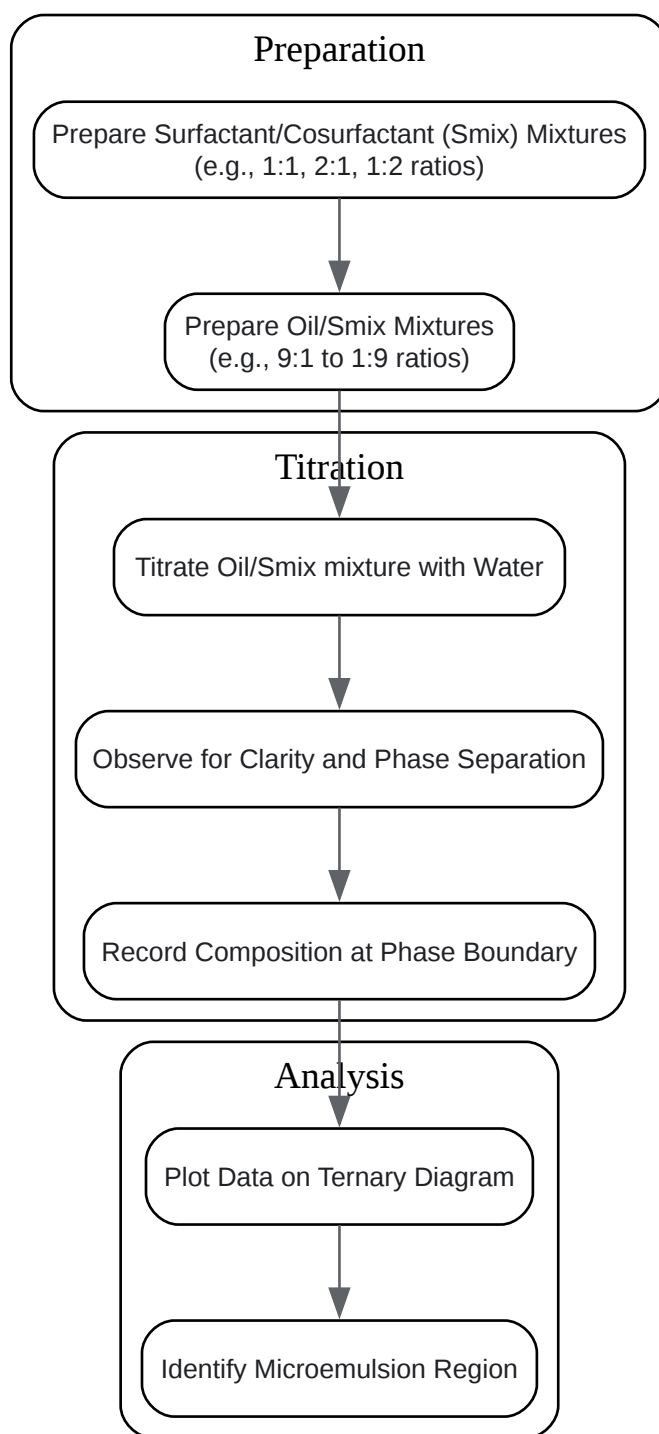 Preparation
Prepare Surfactant/Cosurfactant (Smix) Mixtures
(e.g., 1:1, 2:1, 1:2 ratios)
Prepare Oil/Smix Mixtures
(e.g., 9:1 to 1:9 ratios)
Titration
Titrate Oil/Smix mixture with Water
Observe for Clarity and Phase Separation
Record Composition at Phase Boundary
Analysis
Plot Data on Ternary Diagram
Identify Microemulsion Region